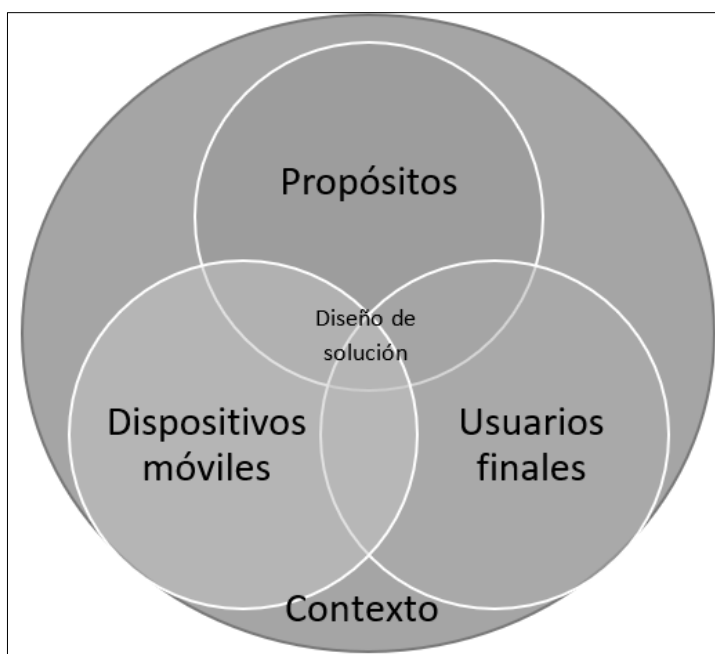 Propósitos
Diseño de
solución
Dispositivos
móviles
Usuarios
finales
Contexto